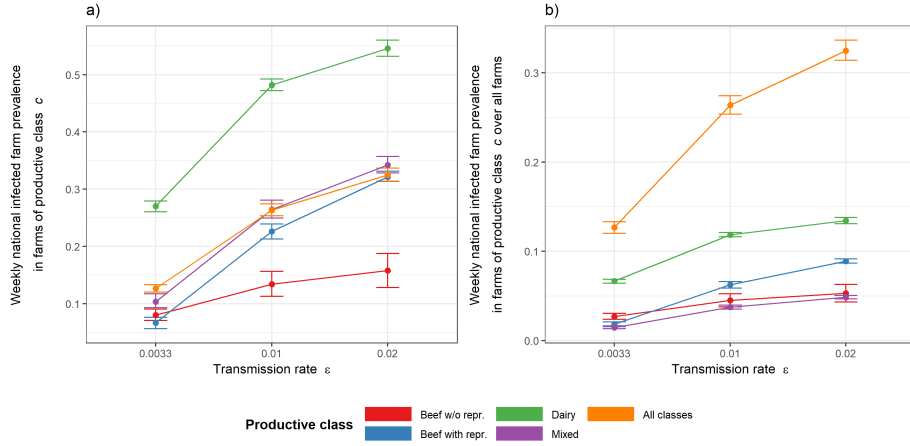 a)
Weekly national infected farm prevalence
in farms of productive class c
0.5
0.4
0.3
0.2
0.1
0.0033
0.01
0.02
Transmission rate ε
b)
Weekly national infected farm prevalence
in farms of productive class c over all farms
0.3
0.2
0.1
0.0
0.0033
0.01
0.02
Transmission rate ε
Productive class
Beef w/o repr.
Dairy
All classes
Beef with repr.
Mixed